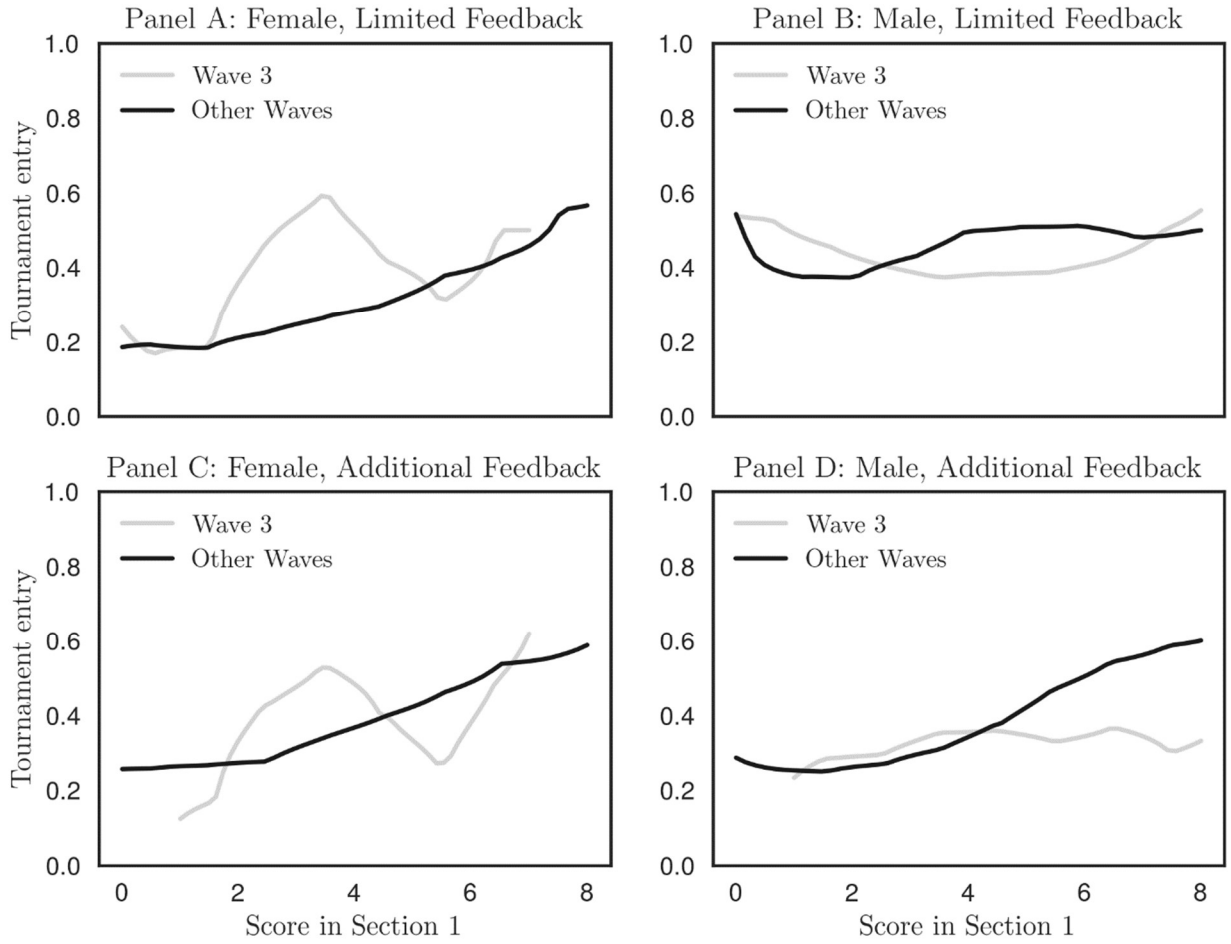 Panel A: Female, Limited Feedback
Tournament entry
1.0
0.8
0.6
0.4
0.2
0.0
Wave 3
Other Waves
Panel B: Male, Limited Feedback
1.0
0.8
0.6
0.4
0.2
0.0
Wave 3
Other Waves
Panel C: Female, Additional Feedback
Tournament entry
1.0
0.8
0.6
0.4
0.2
0.0
Wave 3
Other Waves
0 2 4 6 8
Score in Section 1
Panel D: Male, Additional Feedback
1.0
0.8
0.6
0.4
0.2
0.0
Wave 3
Other Waves
0 2 4 6 8
Score in Section 1